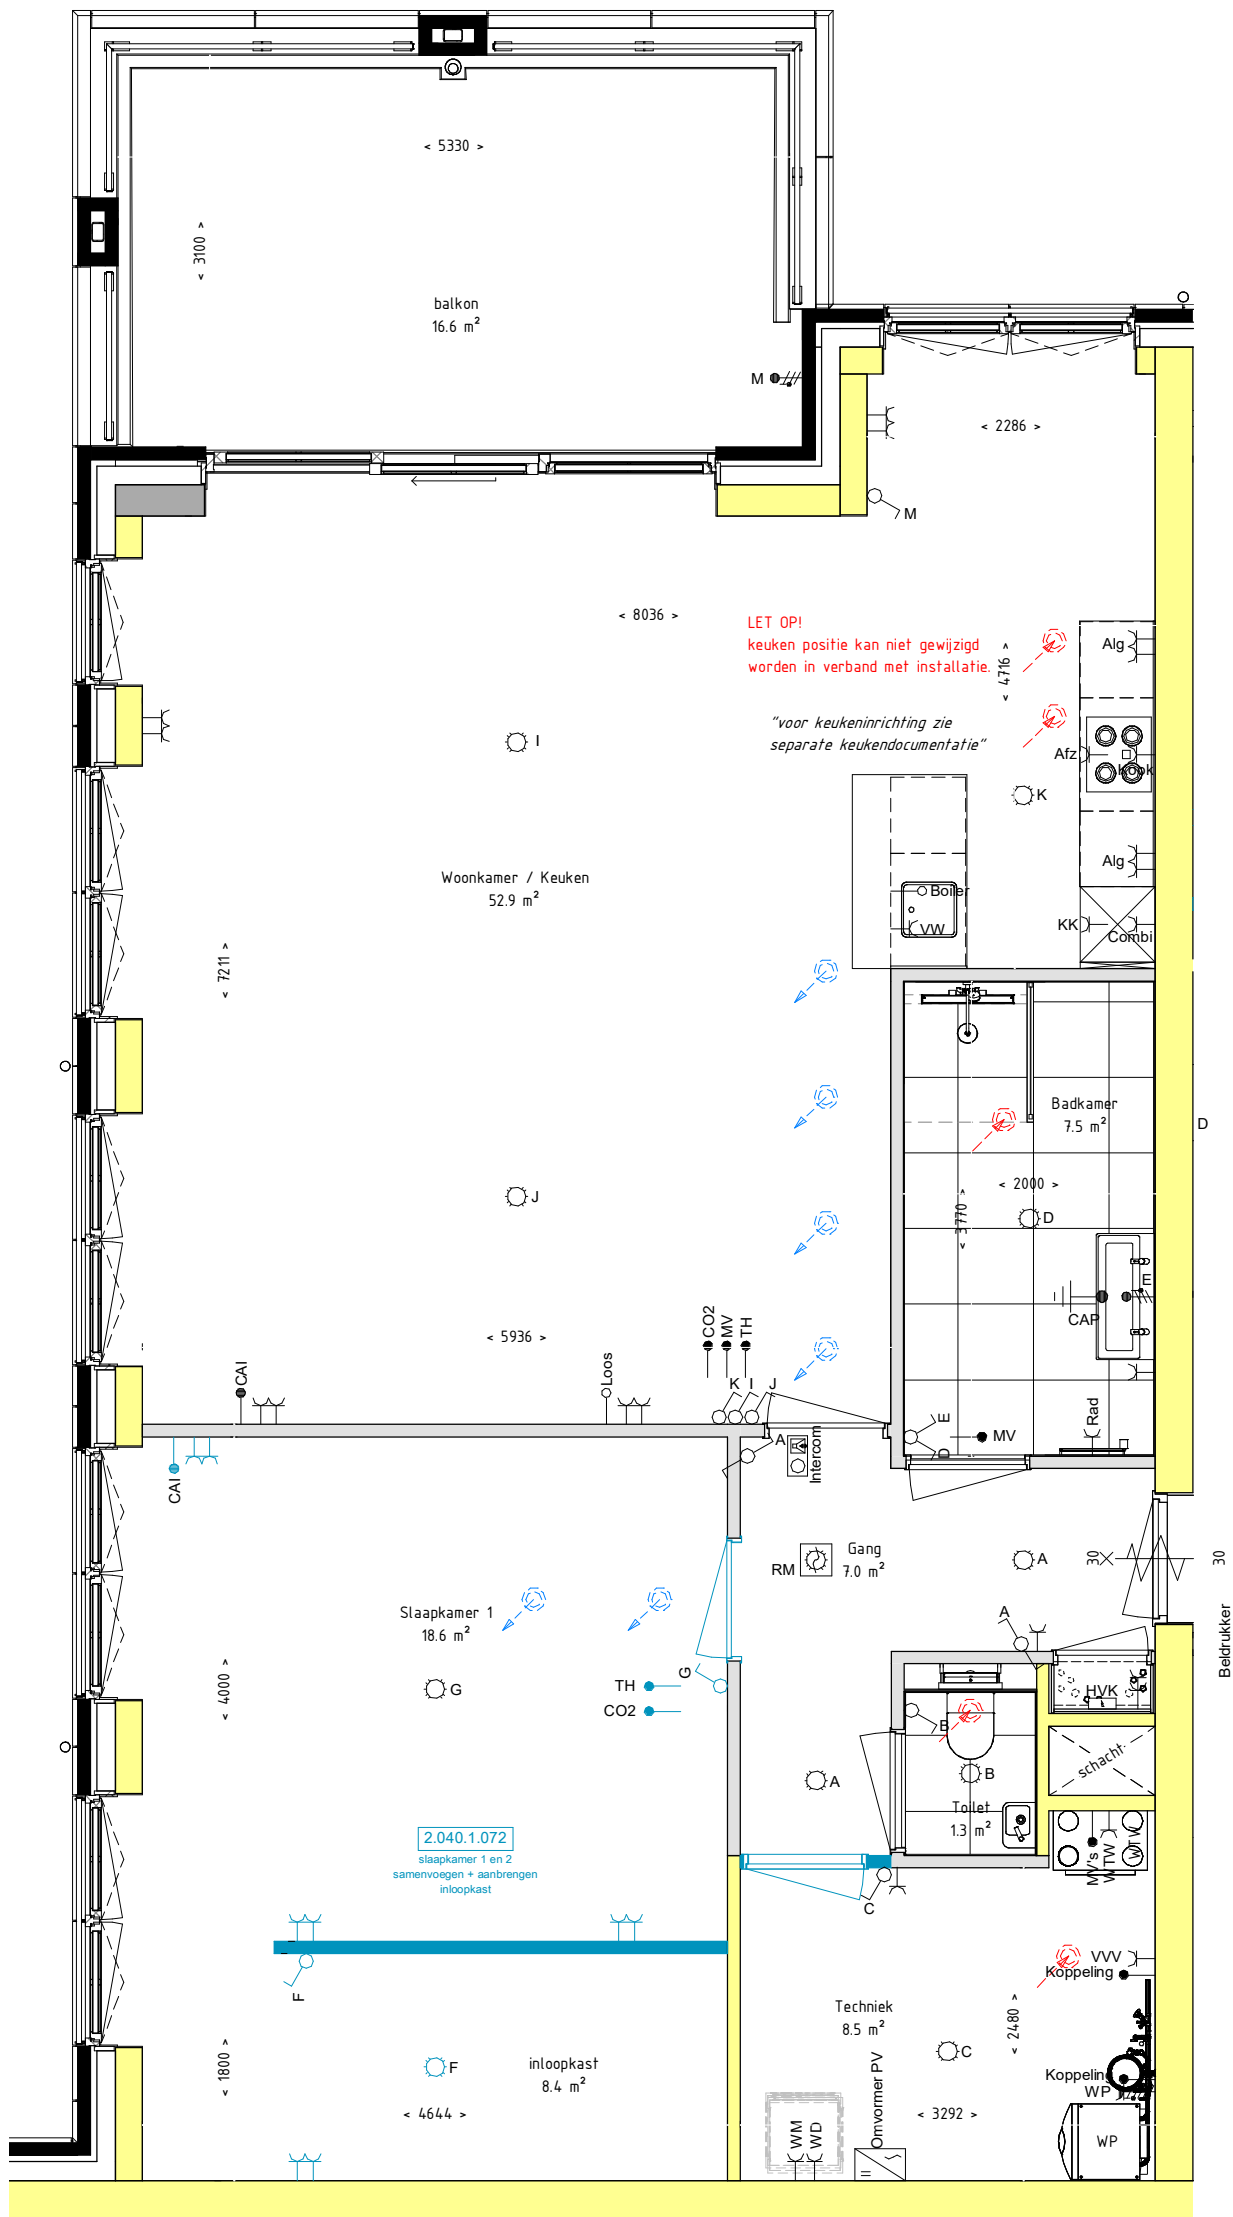 < 5330 >
< 3100 >
balkon
16.6 m²
M
< 2286 >
M
< 8036 >
LET OP!
keuken positie kan niet gewijzigd
worden in verband met installatie.
< 4716 >
Alg
"voor keukeninrichting zie
separate keukendocumentatie"
I
Afz
Kook
K
Alg
Woonkamer / Keuken
52.9 m²
Boiler
VW
KK
Combi
< 7211 >
Badkamer
7.5 m²
D
< 2000 >
< 3770 >
J
D
E
CAP
< 5936 >
CO2
MV
TH
CAI
Loos
K
I
J
Rad
E
D
MV
A
Intercom
CAI
Gang
7.0 m²
RM
A
30
30
Beldrukker
Slaapkamer 1
18.6 m²
A
G
G
TH
CO2
< 4000 >
HVK
B
schacht
B
A
Toilet
1.3 m²
2.040.1.072
slaapkamer 1 en 2
samenvoegen + aanbrengen
inloopkast
MV's
WTW
WTW
C
F
VVV
Koppeling
Techniek
8.5 m²
< 2480 >
< 1800 >
F
inloopkast
8.4 m²
C
Koppeling
WP
Omvormer PV
< 4644 >
< 3292 >
WM
WD
WP